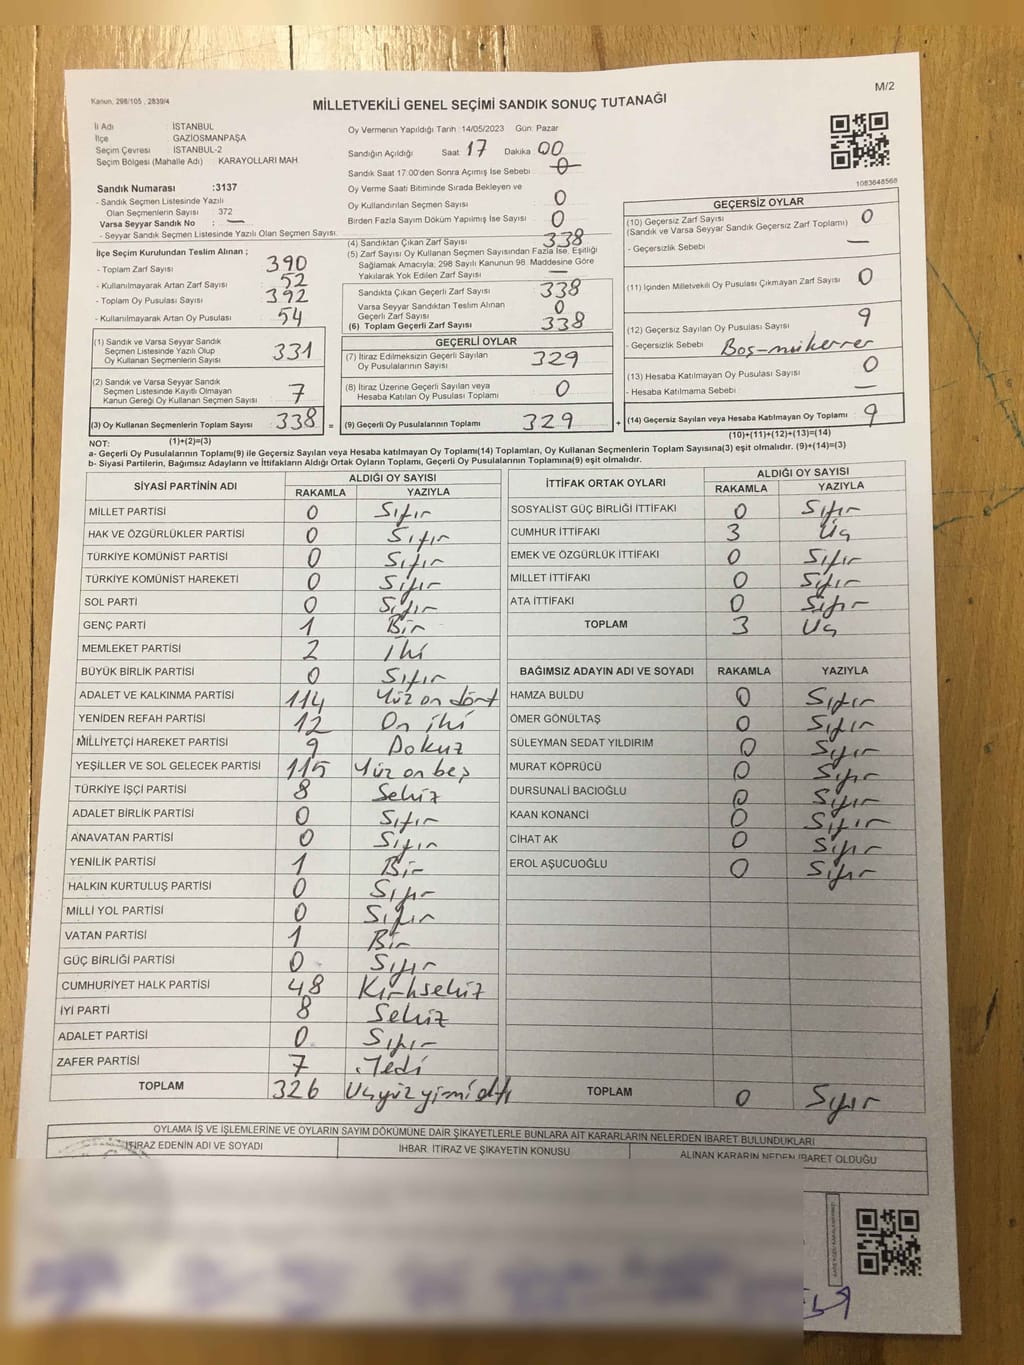 M/2
Kanun, 298/105 , 2839/4
MİLLETVEKİLİ GENEL SEÇİMİ SANDIK SONUÇ TUTANAĞI
İl Adı : İSTANBUL
İlçe GAZİOSMANPAŞA
Seçim Çevresi : İSTANBUL-2
Seçim Bölgesi (Mahalle Adı) : KARAYOLLARI MAH.
Sandık Numarası :3137
- Sandık Seçmen Listesinde Yazılı
Olan Seçmenlerin Sayısı : 372
Varsa Seyyar Sandık No : —
- Seyyar Sandık Seçmen Listesinde Yazılı Olan Seçmen Sayısı
İlçe Seçim Kurulundan Teslim Alınan ;
- Toplam Zarf Sayısı 390
- Kullanılmayarak Artan Zarf Sayısı 52
- Toplam Oy Pusulası Sayısı 392
- Kullanılmayarak Artan Oy Pusulası 54
(1) Sandık ve Varsa Seyyar Sandık
Seçmen Listesinde Yazılı Olup
Oy Kullanan Seçmenlerin Sayısı 331
(2) Sandık ve Varsa Seyyar Sandık
Seçmen Listesinde Kayıtlı Olmayan
Kanun Gereği Oy Kullanan Seçmen Sayısı 7
(3) Oy Kullanan Seçmenlerin Toplam Sayısı 338 =
Oy Vermenin Yapıldığı Tarih :14/05/2023 Gün: Pazar
Sandığın Açıldığı Saat: 17 Dakika 00
Sandık Saat 17:00'den Sonra Açımış İse Sebebi 0
Oy Verme Saati Bitiminde Sırada Bekleyen ve
Oy Kullandırılan Seçmen Sayısı 0
Birden Fazla Sayım Döküm Yapılmış İse Sayısı 0
(4) Sandıktan Çıkan Zarf Sayısı 338
(5) Zarf Sayısı Oy Kullanan Seçmen Sayısından Fazla İse, Eşitliği
Sağlamak Amacıyla, 298 Sayılı Kanunun 98. Maddesine Göre
Yakılarak Yok Edilen Zarf Sayısı —
Sandıkta Çıkan Geçerli Zarf Sayısı 338
Varsa Seyyar Sandıktan Teslim Alınan
Geçerli Zarf Sayısı 0
(6) Toplam Geçerli Zarf Sayısı 338
GEÇERLİ OYLAR
(7) İtiraz Edilmeksizin Geçerli Sayılan
Oy Pusulalarının Sayısı 329
(8) İtiraz Üzerine Geçerli Sayılan veya
Hesaba Katılan Oy Pusulası Toplamı 0
(9) Geçerli Oy Pusulalarının Toplamı 329 +
1083648568
GEÇERSİZ OYLAR
(10) Geçersiz Zarf Sayısı
(Sandık ve Varsa Seyyar Sandık Geçersiz Zarf Toplamı) 0
- Geçersizlik Sebebi —
(11) İçinden Milletvekili Oy Pusulası Çıkmayan Zarf Sayısı 0
(12) Geçersiz Sayılan Oy Pusulası Sayısı 9
- Geçersizlik Sebebi Boş-mükerrer
(13) Hesaba Katılmayan Oy Pusulası Sayısı 0
- Hesaba Katılmama Sebebi —
(14) Geçersiz Sayılan veya Hesaba Katılmayan Oy Toplamı 9
NOT: (1)+(2)=(3) (10)+(11)+(12)+(13)=(14)
a- Geçerli Oy Pusulalarının Toplamı(9) ile Geçersiz Sayılan veya Hesaba katılmayan Oy Toplamı(14) Toplamları, Oy Kullanan Seçmenlerin Toplam Sayısına(3) eşit olmalıdır. (9)+(14)=(3)
b- Siyasi Partilerin, Bağımsız Adayların ve İttifakların Aldığı Ortak Oyların Toplamı, Geçerli Oy Pusulalarının Toplamına(9) eşit olmalıdır.
SİYASİ PARTİNİN ADI ALDIĞI OY SAYISI
RAKAMLA YAZIYLA
MİLLET PARTİSİ 0 Sıfır
HAK VE ÖZGÜRLÜKLER PARTİSİ 0 Sıfır
TÜRKİYE KOMÜNİST PARTİSİ 0 Sıfır
TÜRKİYE KOMÜNİST HAREKETİ 0 Sıfır
SOL PARTİ 0 Sıfır
GENÇ PARTİ 1 Bir
MEMLEKET PARTİSİ 2 İki
BÜYÜK BİRLİK PARTİSİ 0 Sıfır
ADALET VE KALKINMA PARTİSİ 114 Yüz on dört
YENİDEN REFAH PARTİSİ 12 On iki
MİLLİYETÇİ HAREKET PARTİSİ 9 Dokuz
YEŞİLLER VE SOL GELECEK PARTİSİ 115 Yüz on beş
TÜRKİYE İŞÇİ PARTİSİ 8 Sekiz
ADALET BİRLİK PARTİSİ 0 Sıfır
ANAVATAN PARTİSİ 0 Sıfır
YENİLİK PARTİSİ 1 Bir
HALKIN KURTULUŞ PARTİSİ 0 Sıfır
MİLLİ YOL PARTİSİ 0 Sıfır
VATAN PARTİSİ 1 Bir
GÜÇ BİRLİĞİ PARTİSİ 0 Sıfır
CUMHURİYET HALK PARTİSİ 48 Kırksekiz
İYİ PARTİ 8 Sekiz
ADALET PARTİSİ 0 Sıfır
ZAFER PARTİSİ 7 Yedi
TOPLAM 326 Üçyüz yirmi altı
İTTİFAK ORTAK OYLARI ALDIĞI OY SAYISI
RAKAMLA YAZIYLA
SOSYALİST GÜÇ BİRLİĞİ İTTİFAKI 0 Sıfır
CUMHUR İTTİFAKI 3 Üç
EMEK VE ÖZGÜRLÜK İTTİFAKI 0 Sıfır
MİLLET İTTİFAKI 0 Sıfır
ATA İTTİFAKI 0 Sıfır
TOPLAM 3 Üç
BAĞIMSIZ ADAYIN ADI VE SOYADI RAKAMLA YAZIYLA
HAMZA BULDU 0 Sıfır
ÖMER GÖNÜLTAŞ 0 Sıfır
SÜLEYMAN SEDAT YILDIRIM 0 Sıfır
MURAT KÖPRÜCÜ 0 Sıfır
DURSUNALİ BACIOĞLU 0 Sıfır
KAAN KONANCİ 0 Sıfır
CİHAT AK 0 Sıfır
EROL AŞUCUOĞLU 0 Sıfır
TOPLAM 0 Sıfır
OYLAMA İŞ VE İŞLEMLERİNE VE OYLARIN SAYIM DÖKÜMÜNE DAİR ŞİKAYETLERLE BUNLARA AİT KARARLARIN NELERDEN İBARET BULUNDUKLARI
İTİRAZ EDENİN ADI VE SOYADI İHBAR, İTİRAZ VE ŞİKAYETİN KONUSU ALINAN KARARIN NEDEN İBARET OLDUĞU